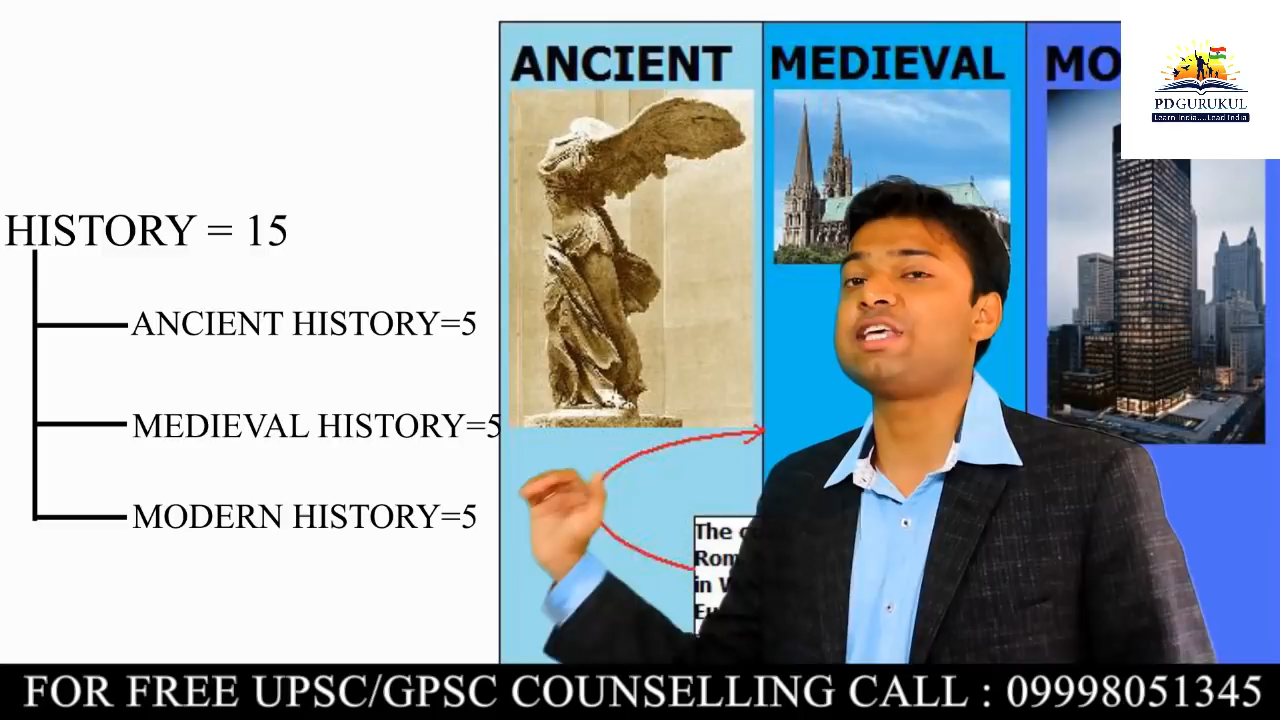 HISTORY = 15
ANCIENT HISTORY=5
MEDIEVAL HISTORY=5
MODERN HISTORY=5
ANCIENT
MEDIEVAL
MO
PDGURUKUL
Learn India....Lead India
The
in
FOR FREE UPSC/GPSC COUNSELLING CALL : 09998051345